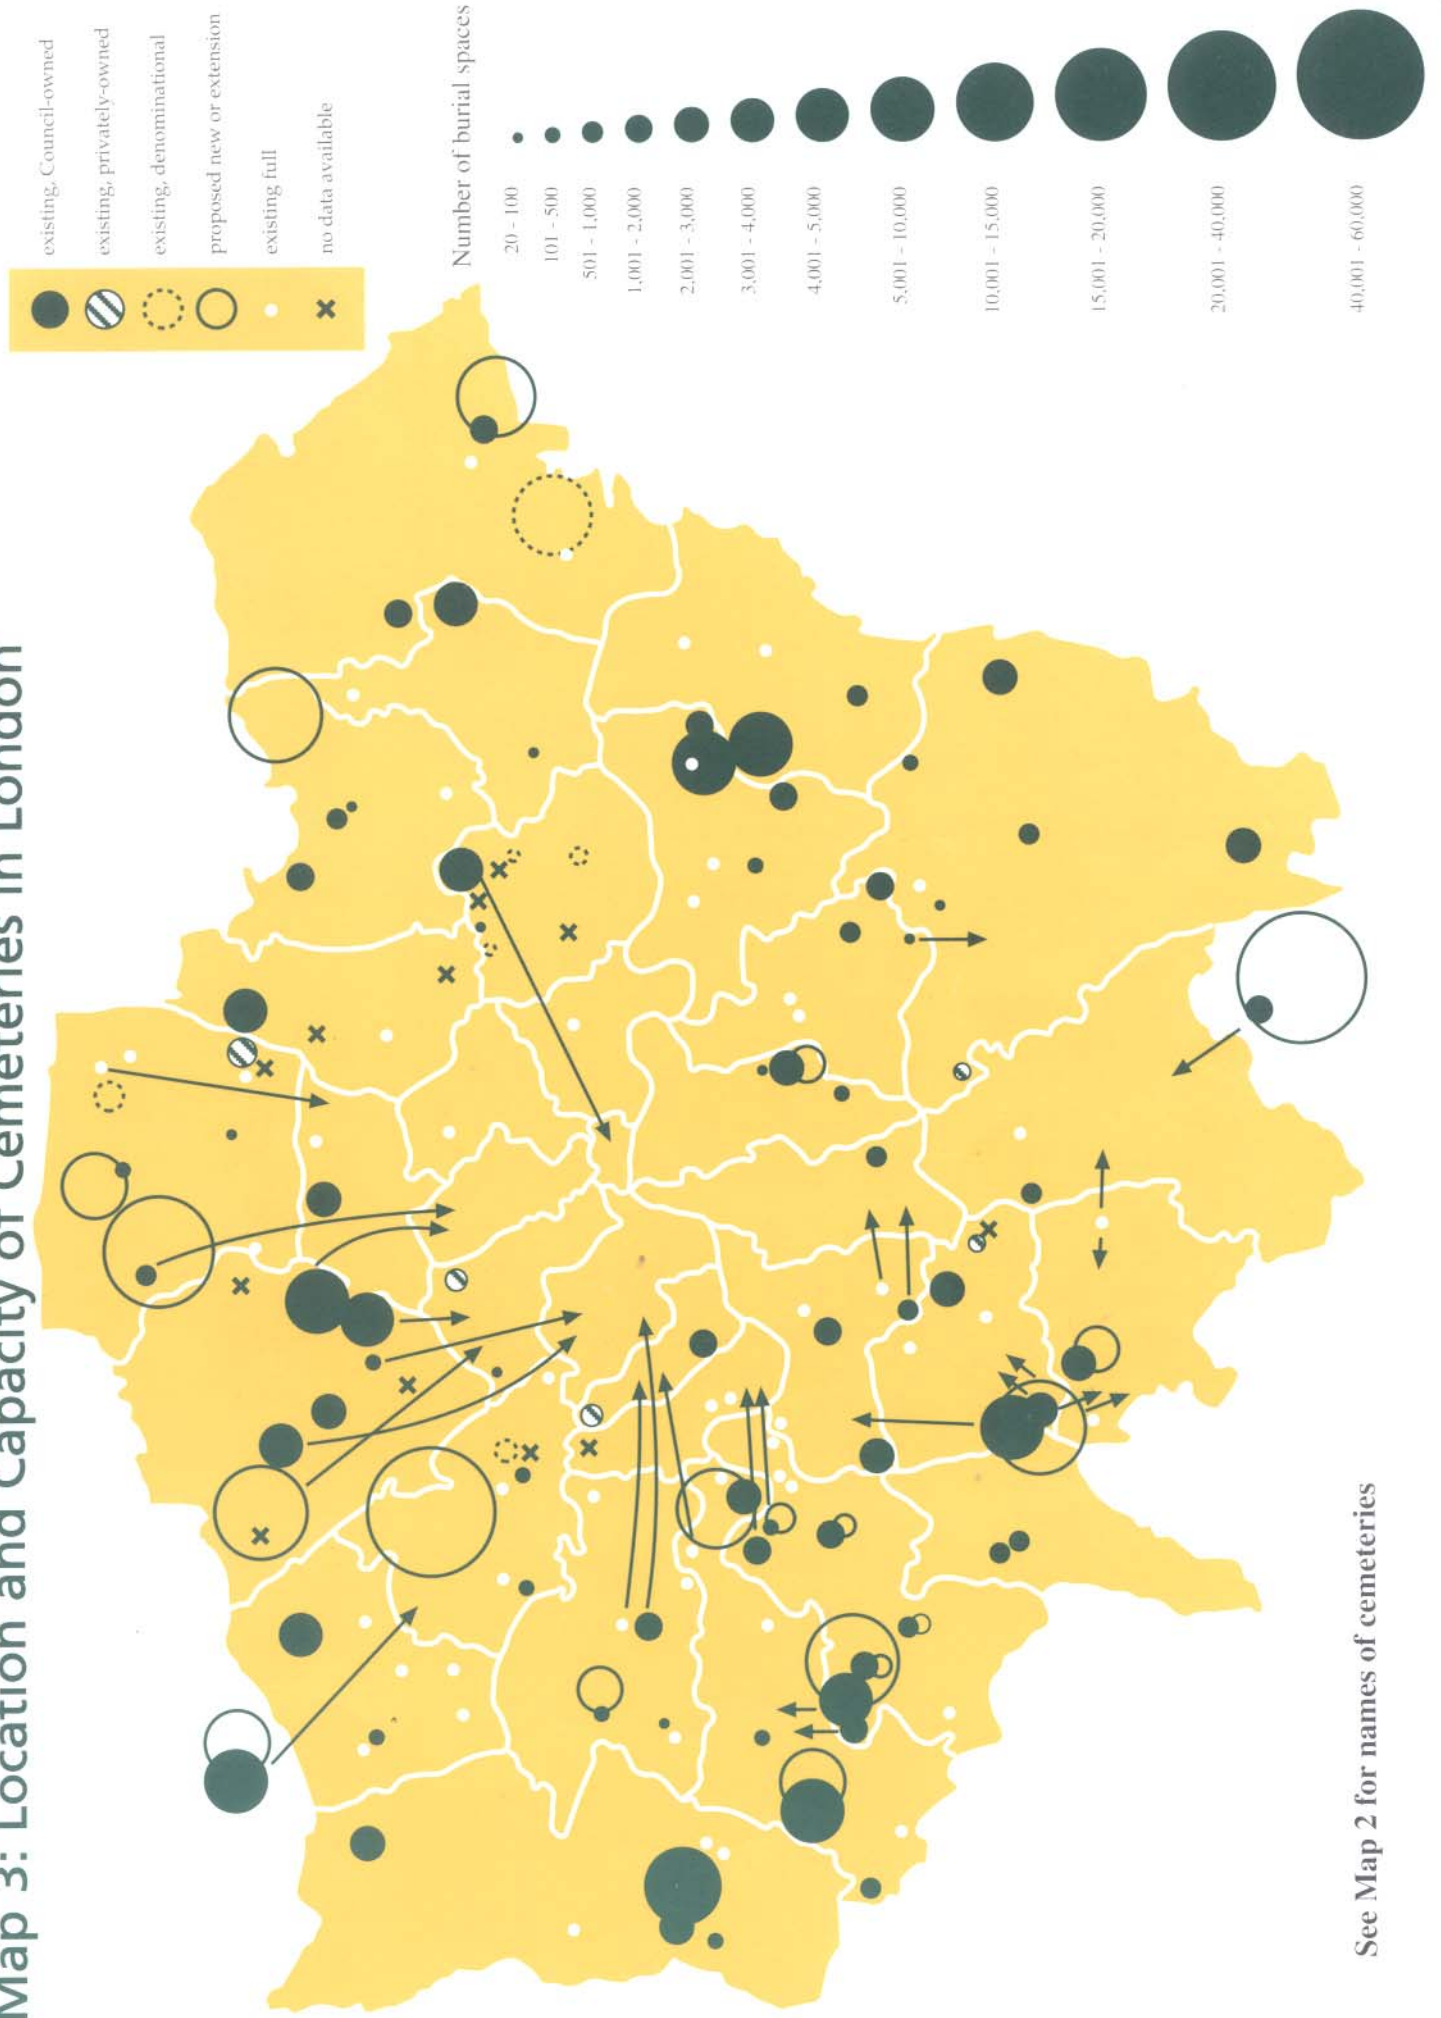 Map 3: Location and Capacity of Cemeteries in London
existing, Council-owned
existing, privately-owned
existing, denominational
proposed new or extension
existing full
no data available
Number of burial spaces
20 - 100
101 - 500
501 - 1,000
1,001 - 2,000
2,001 - 3,000
3,001 - 4,000
4,001 - 5,000
5,001 - 10,000
10,001 - 15,000
15,001 - 20,000
20,001 - 40,000
40,001 - 60,000
See Map 2 for names of cemeteries